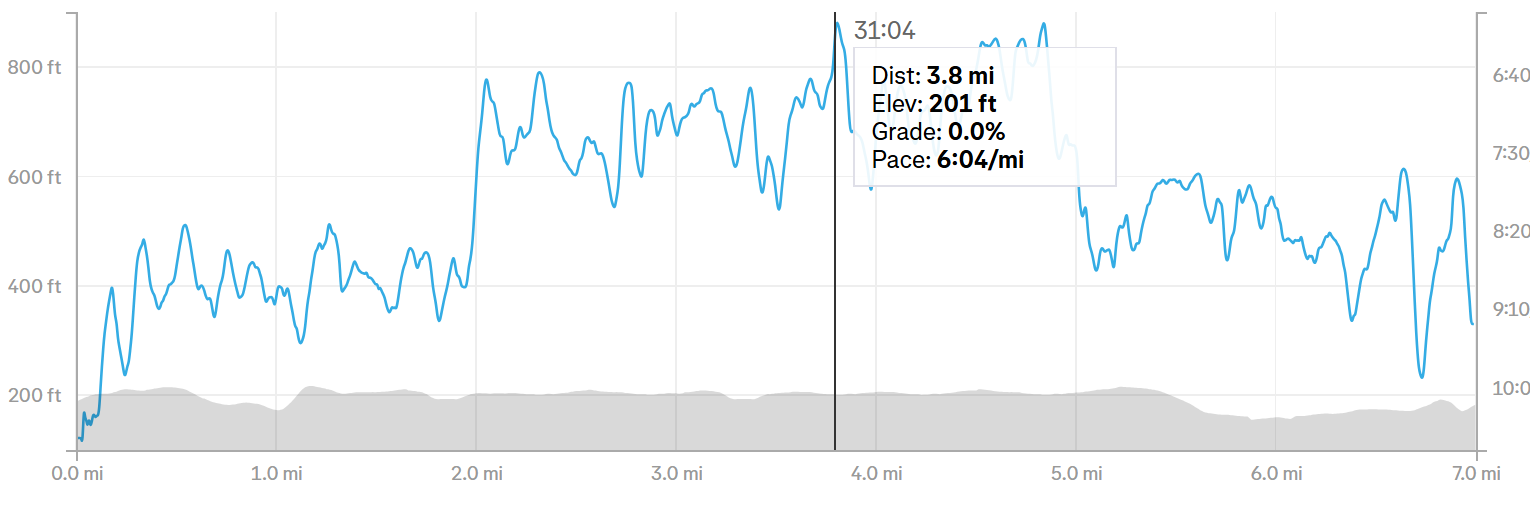 31:04
800 ft
6:40
Dist: 3.8 mi
Elev: 201 ft
Grade: 0.0%
Pace: 6:04/mi
7:30
600 ft
8:20
400 ft
9:10
200 ft
10:0
0.0 mi 1.0 mi 2.0 mi 3.0 mi 4.0 mi 5.0 mi 6.0 mi 7.0 mi